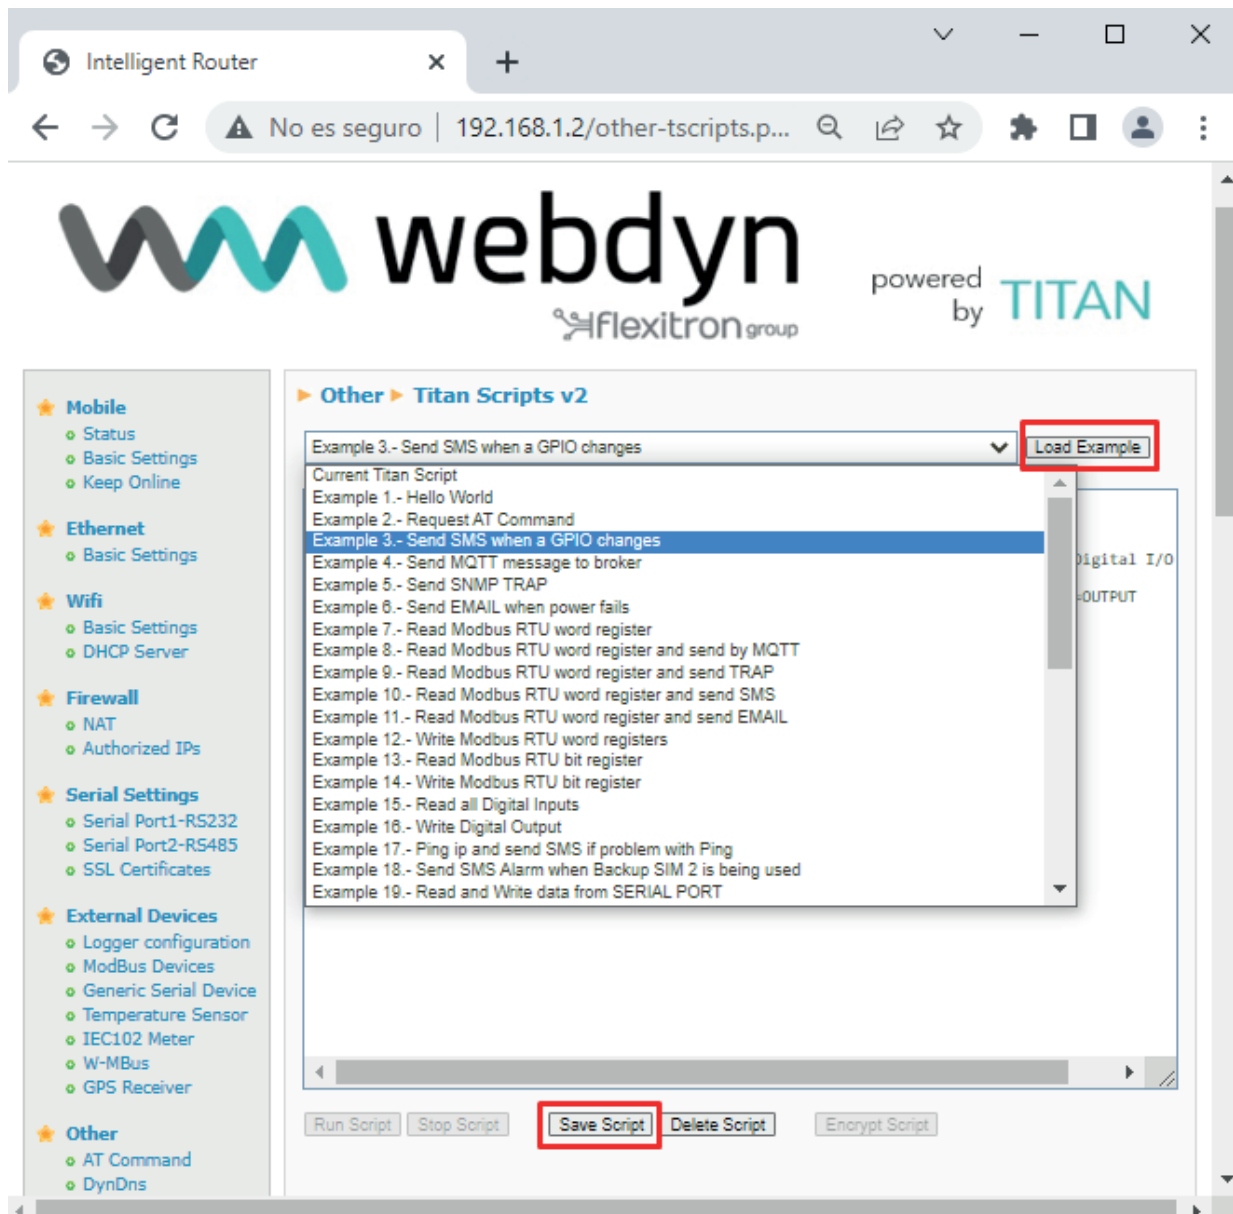 Intelligent Router
No es seguro | 192.168.1.2/other-tscripts.p...
webdyn
flexitron group
powered
by TITAN
Mobile
Status
Basic Settings
Keep Online
Ethernet
Basic Settings
Wifi
Basic Settings
DHCP Server
Firewall
NAT
Authorized IPs
Serial Settings
Serial Port1-RS232
Serial Port2-RS485
SSL Certificates
External Devices
Logger configuration
ModBus Devices
Generic Serial Device
Temperature Sensor
IEC102 Meter
W-MBus
GPS Receiver
Other
AT Command
DynDns
Other Titan Scripts v2
Example 3.- Send SMS when a GPIO changes
Load Example
Current Titan Script
Example 1.- Hello World
Example 2.- Request AT Command
Example 3.- Send SMS when a GPIO changes
Example 4.- Send MQTT message to broker
Example 5.- Send SNMP TRAP
Example 6.- Send EMAIL when power fails
Example 7.- Read Modbus RTU word register
Example 8.- Read Modbus RTU word register and send by MQTT
Example 9.- Read Modbus RTU word register and send TRAP
Example 10.- Read Modbus RTU word register and send SMS
Example 11.- Read Modbus RTU word register and send EMAIL
Example 12.- Write Modbus RTU word registers
Example 13.- Read Modbus RTU bit register
Example 14.- Write Modbus RTU bit register
Example 15.- Read all Digital Inputs
Example 16.- Write Digital Output
Example 17.- Ping ip and send SMS if problem with Ping
Example 18.- Send SMS Alarm when Backup SIM 2 is being used
Example 19.- Read and Write data from SERIAL PORT
Digital I/O
=OUTPUT
Run Script
Stop Script
Save Script
Delete Script
Encrypt Script